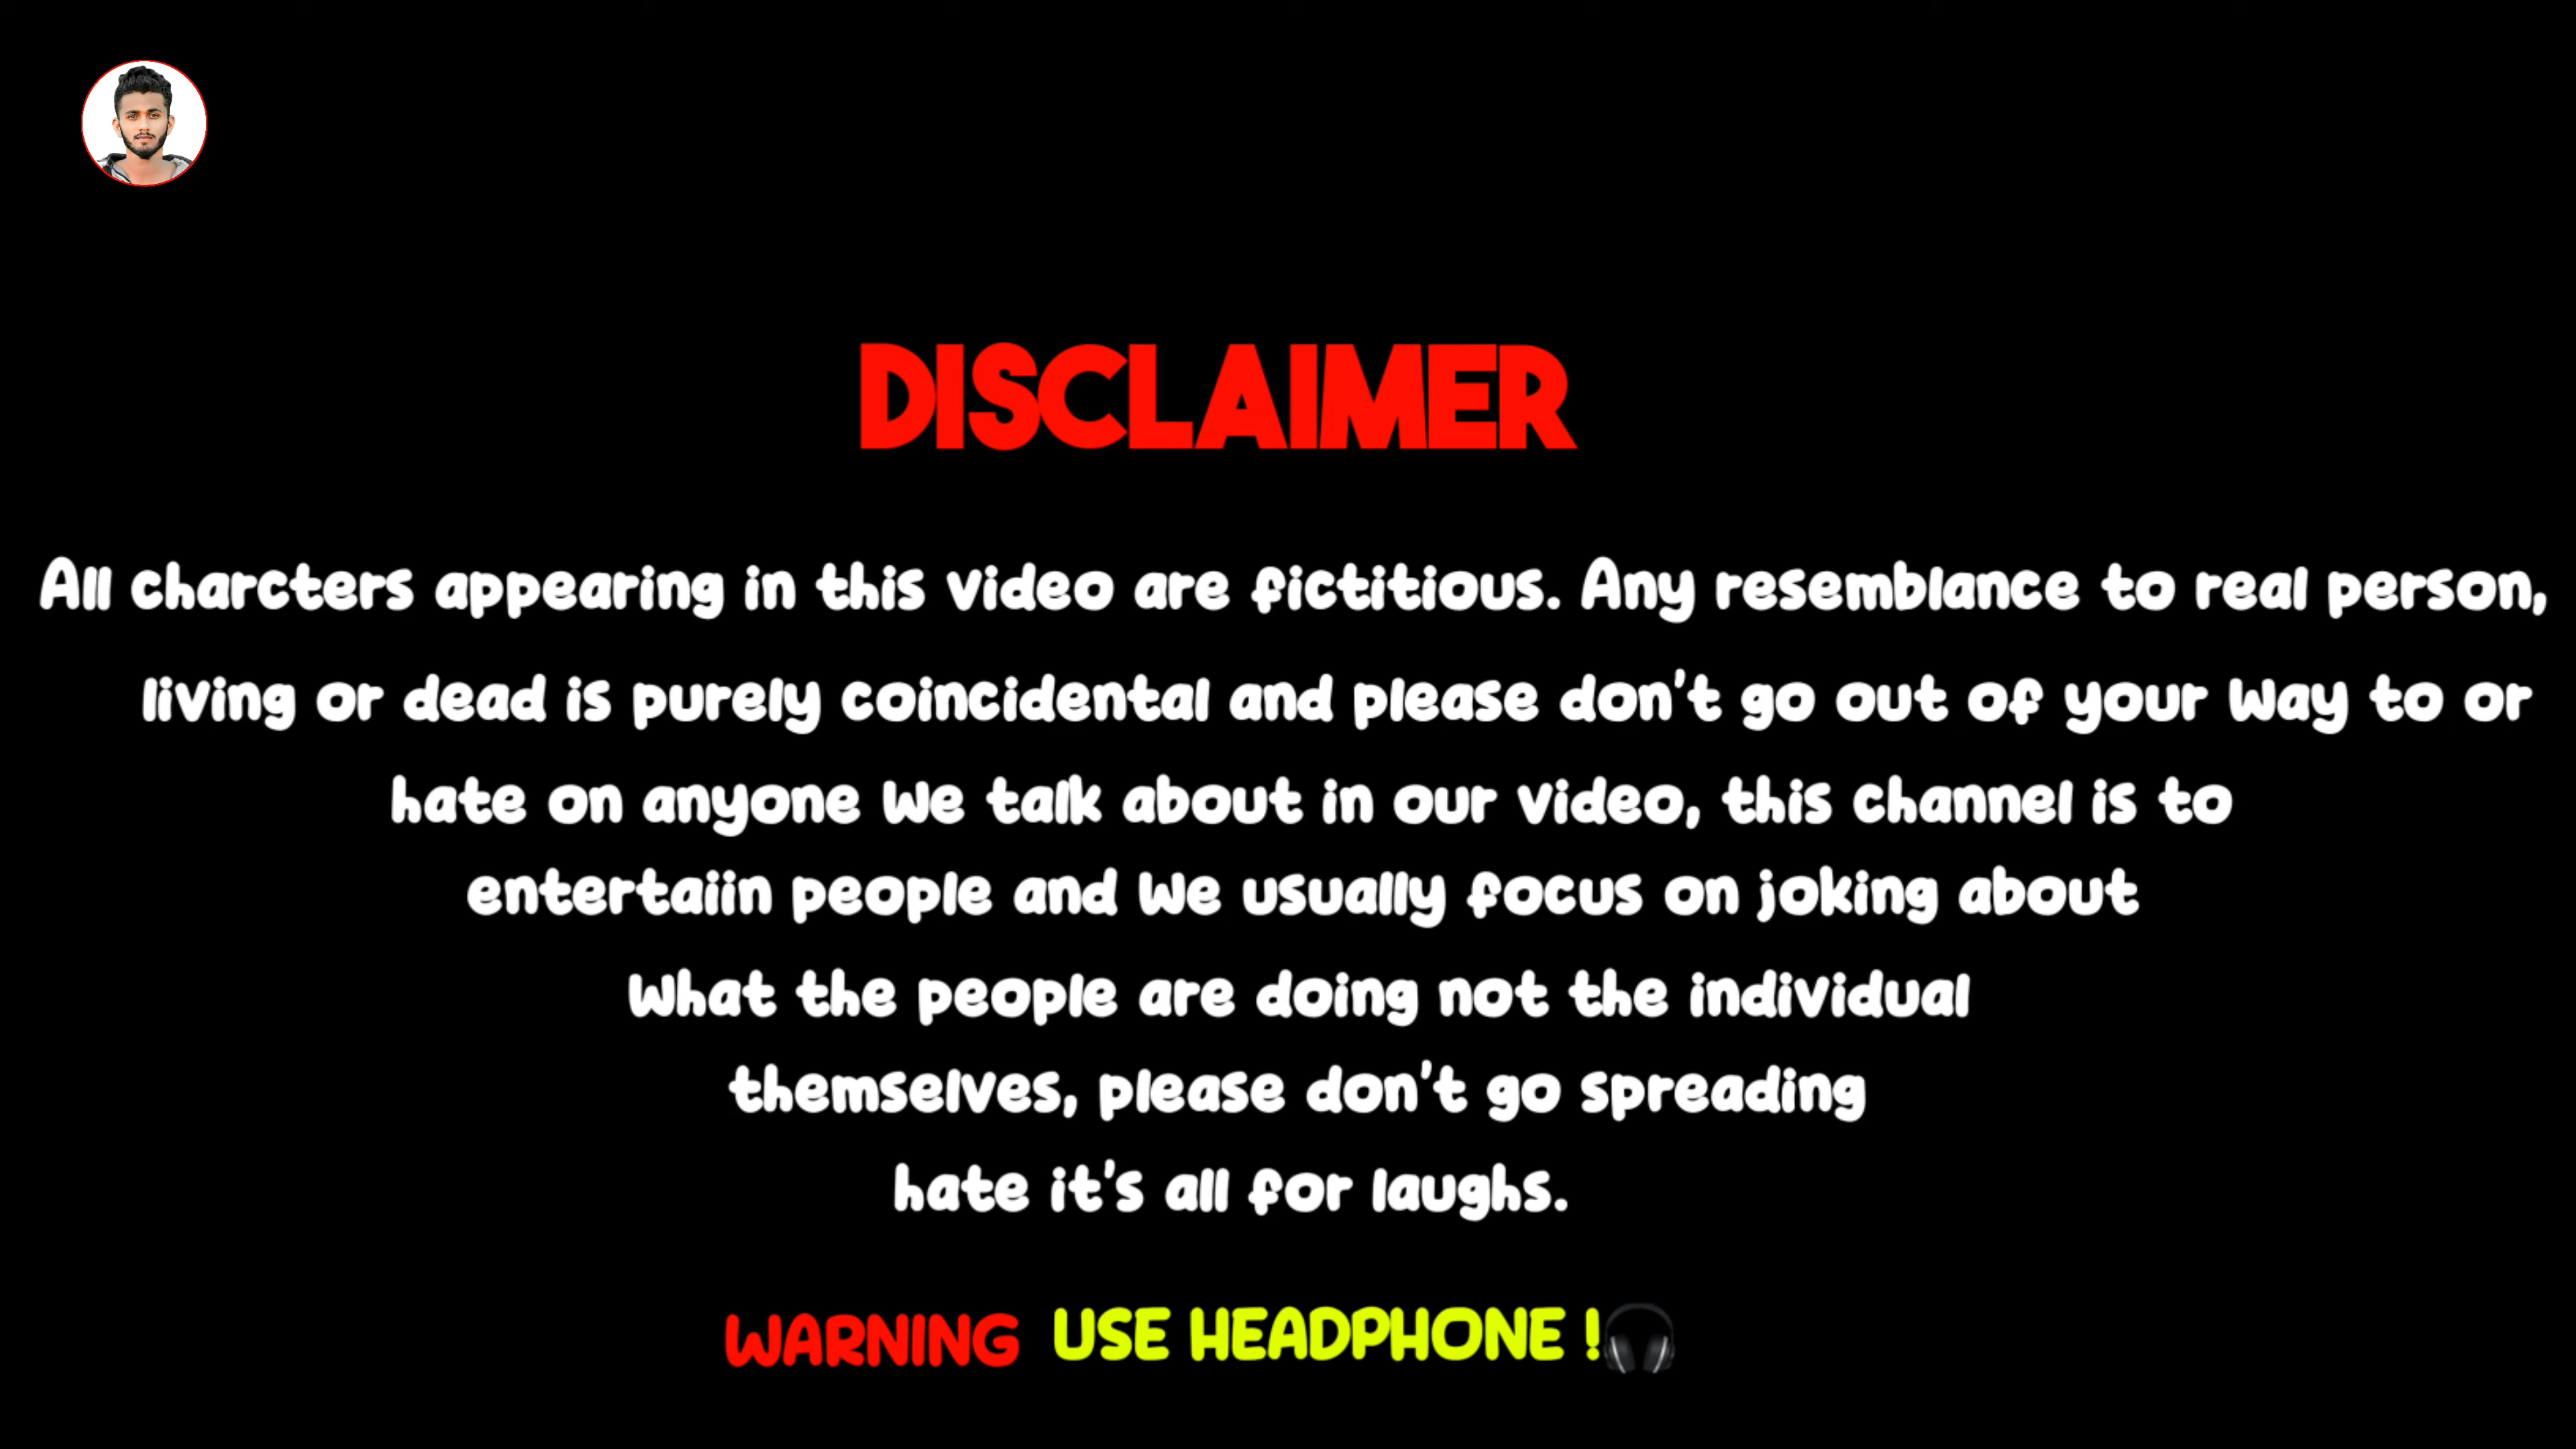 DISCLAIMER
All charcters appearing in this video are fictitious. Any resemblance to real person,
living or dead is purely coincidental and please don't go out of your way to or
hate on anyone we talk about in our video, this channel is to
entertaiin people and we usually focus on joking about
what the people are doing not the individual
themselves, please don't go spreading
hate it's all for laughs.
WARNING USE HEADPHONE !